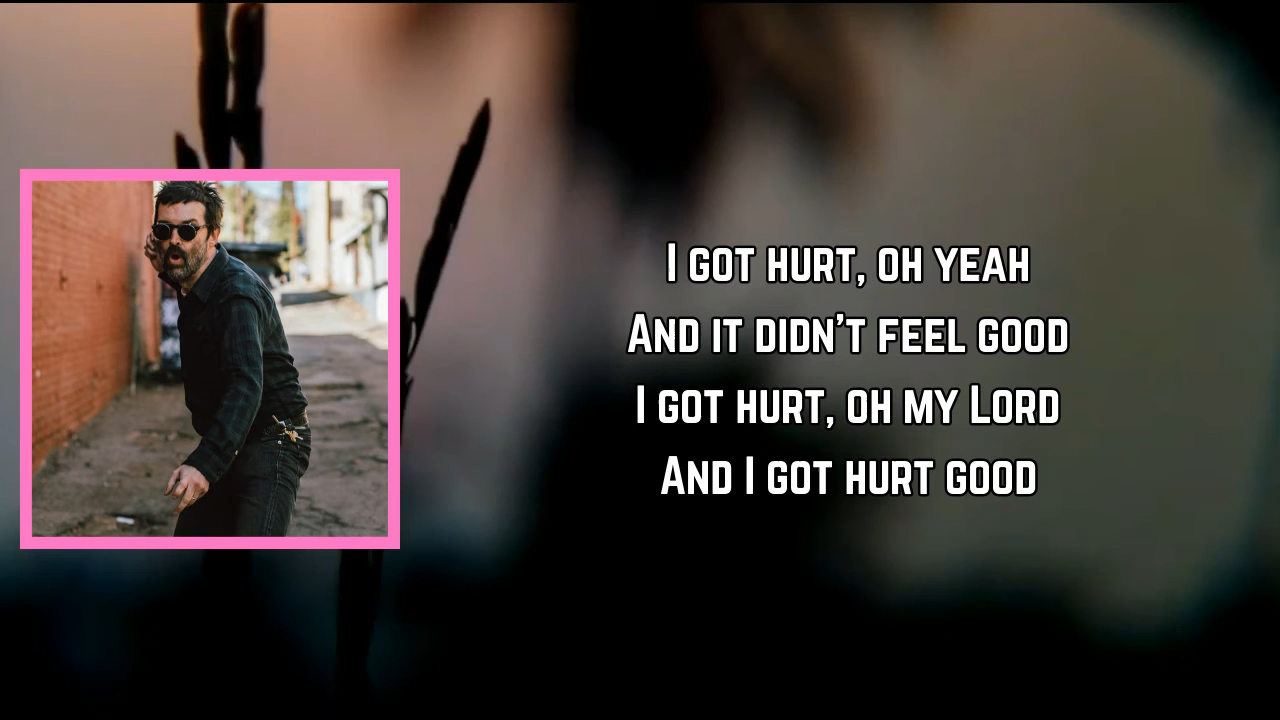 I got hurt, oh yeah
And it didn’t feel good
I got hurt, oh my Lord
And I got hurt good